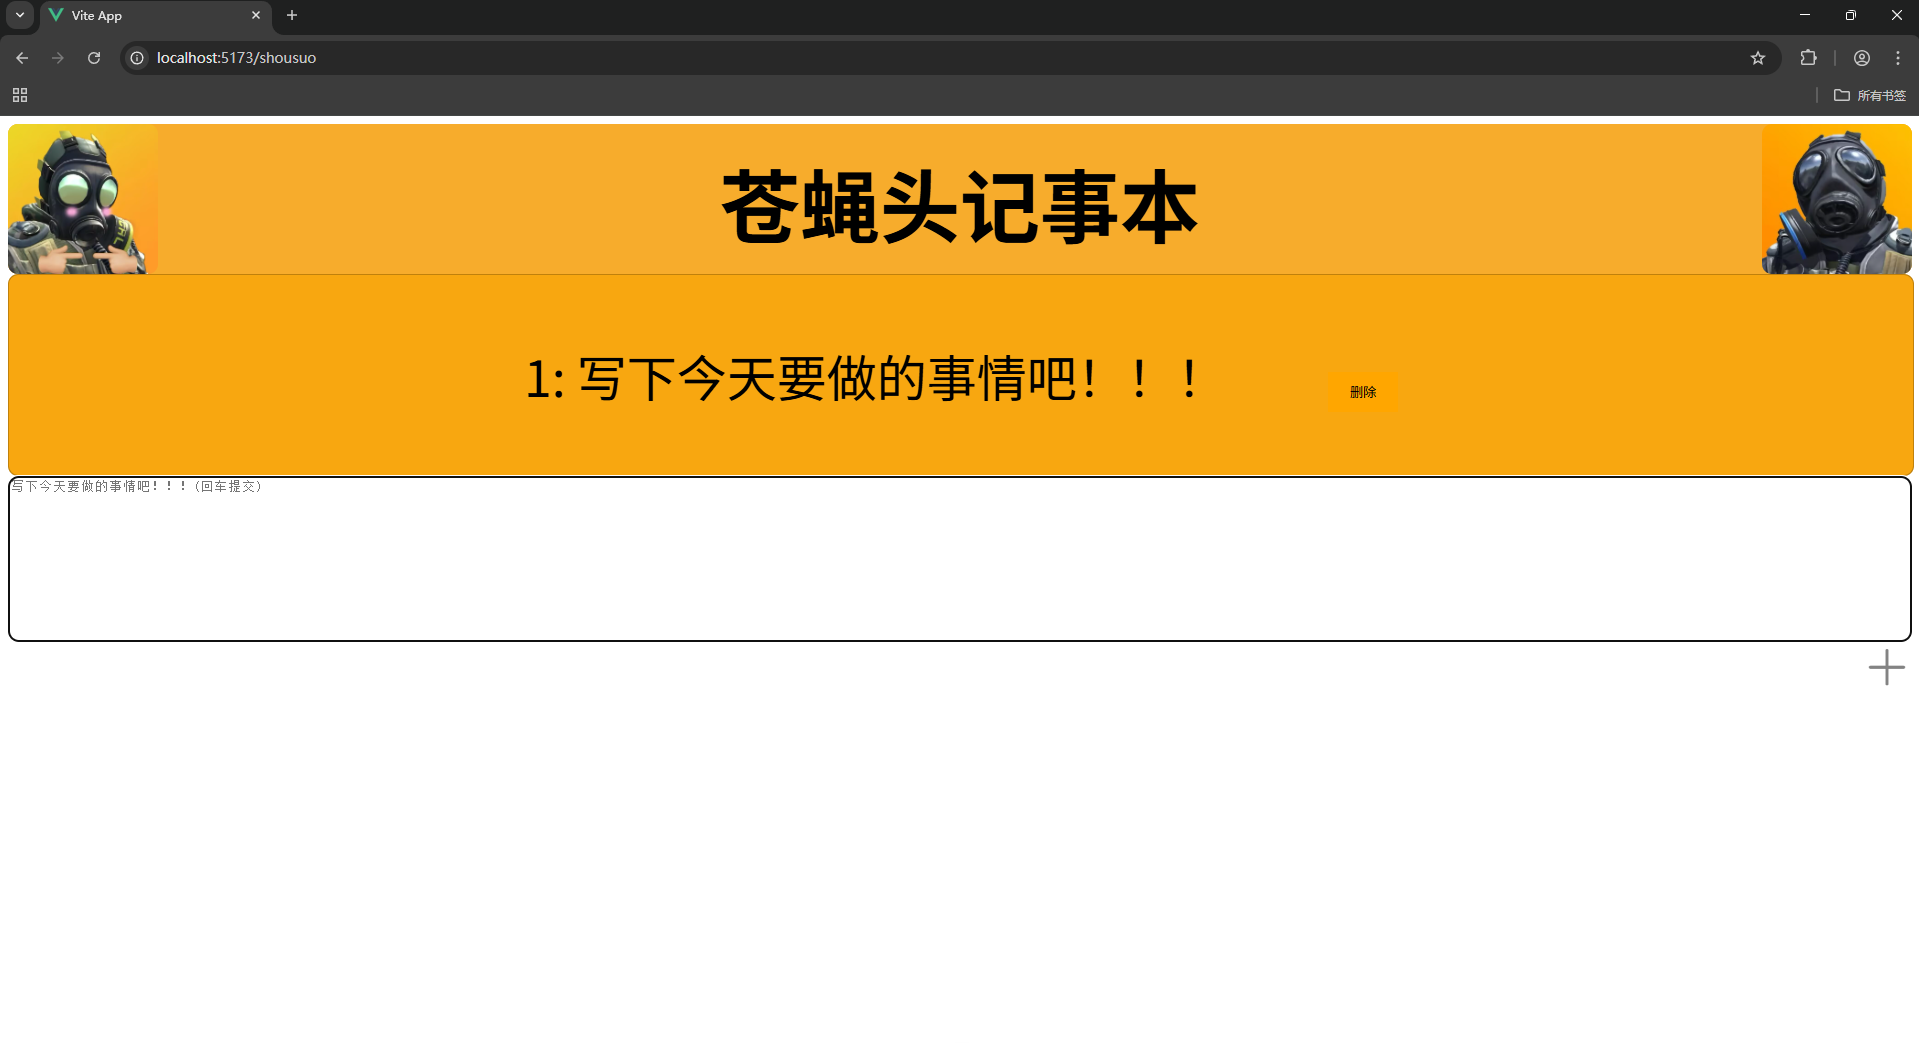 Vite App
localhost:5173/shousuo
所有书签
苍蝇头记事本
1: 写下今天要做的事情吧！！！
删除
写下今天要做的事情吧！！！(回车提交)